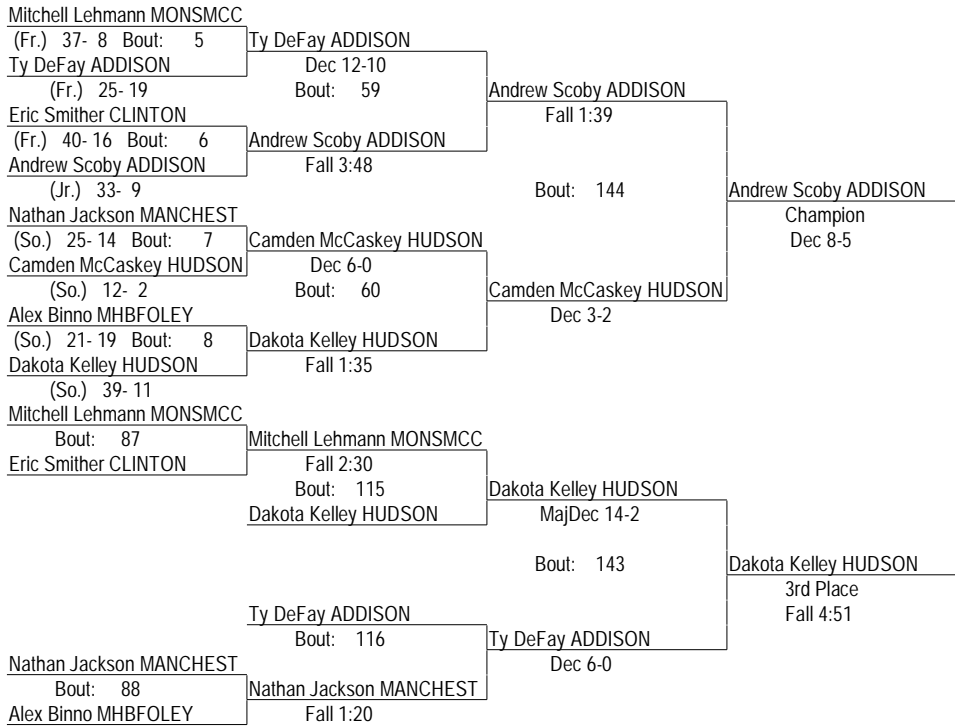 Mitchell Lehmann MONSMCC
(Fr.) 37- 8 Bout: 5 Ty DeFay ADDISON
Ty DeFay ADDISON Dec 12-10
(Fr.) 25- 19 Bout: 59 Andrew Scoby ADDISON
Eric Smither CLINTON Fall 1:39
(Fr.) 40- 16 Bout: 6 Andrew Scoby ADDISON
Andrew Scoby ADDISON Fall 3:48
(Jr.) 33- 9 Bout: 144 Andrew Scoby ADDISON
Nathan Jackson MANCHEST Champion
(So.) 25- 14 Bout: 7 Camden McCaskey HUDSON Dec 8-5
Camden McCaskey HUDSON Dec 6-0
(So.) 12- 2 Bout: 60 Camden McCaskey HUDSON
Alex Binno MHBFOLEY Dec 3-2
(So.) 21- 19 Bout: 8 Dakota Kelley HUDSON
Dakota Kelley HUDSON Fall 1:35
(So.) 39- 11
Mitchell Lehmann MONSMCC
Bout: 87 Mitchell Lehmann MONSMCC
Eric Smither CLINTON Fall 2:30
Bout: 115 Dakota Kelley HUDSON
Dakota Kelley HUDSON MajDec 14-2
Bout: 143 Dakota Kelley HUDSON
3rd Place
Ty DeFay ADDISON Fall 4:51
Bout: 116 Ty DeFay ADDISON
Nathan Jackson MANCHEST Dec 6-0
Bout: 88 Nathan Jackson MANCHEST
Alex Binno MHBFOLEY Fall 1:20